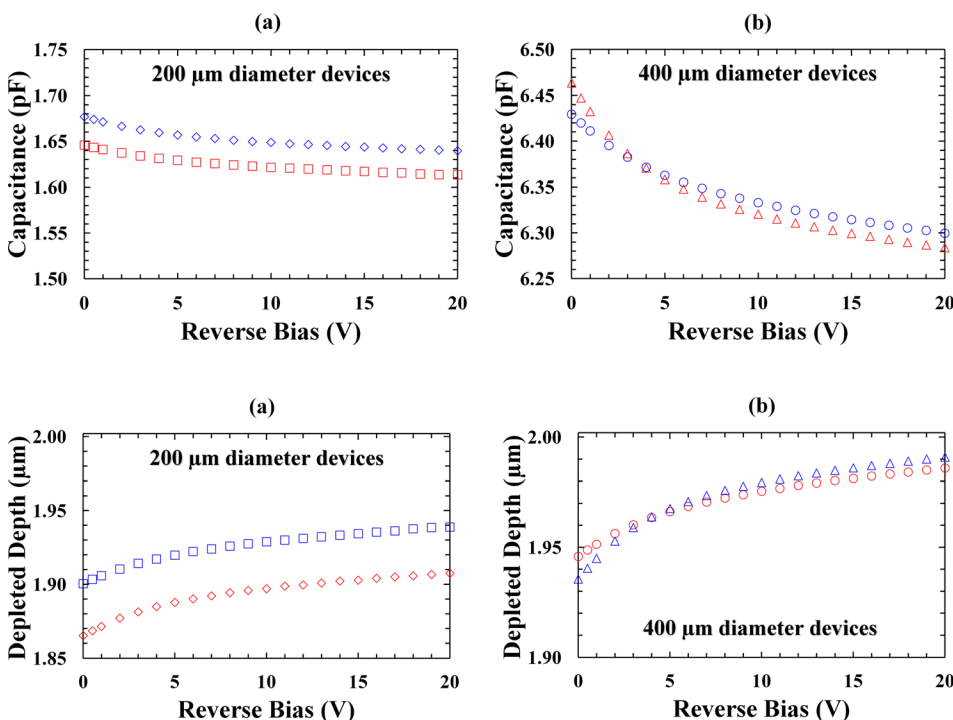 (a)
200 µm diameter devices
Capacitance (pF)
1.75
1.70
1.65
1.60
1.55
1.50
0 5 10 15 20
Reverse Bias (V)
(b)
400 µm diameter devices
Capacitance (pF)
6.50
6.45
6.40
6.35
6.30
6.25
0 5 10 15 20
Reverse Bias (V)
(a)
200 µm diameter devices
Depleted Depth (µm)
2.00
1.95
1.90
1.85
0 5 10 15 20
Reverse Bias (V)
(b)
Depleted Depth (µm)
2.00
1.95
1.90
400 µm diameter devices
0 5 10 15 20
Reverse Bias (V)